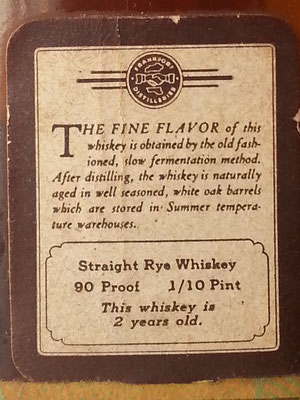 FRANKFORT
DISTILLERIES
THE FINE FLAVOR of this
whiskey is obtained by the old fash-
ioned, slow fermentation method.
After distilling, the whiskey is naturally
aged in well seasoned, white oak barrels
which are stored in Summer tempera-
ture warehouses.
Straight Rye Whiskey
90 Proof 1/10 Pint
This whiskey is
2 years old.